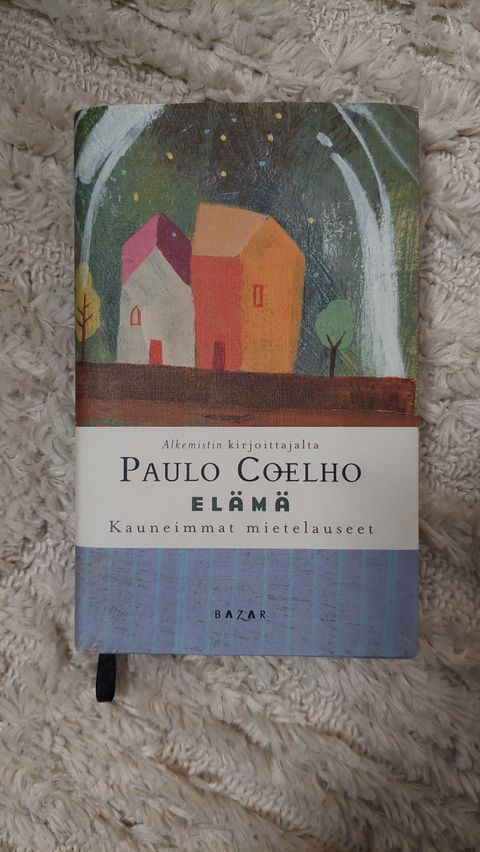 Alkemistin kirjoittajalta
PAULO COELHO
ELÄMÄ
Kauneimmat mietelauseet
BAZAR